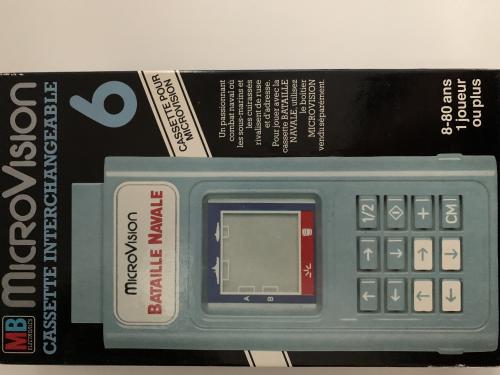 MB
ELECTRONICS
MICROVISION
CASSETTE INTERCHANGEABLE
6
CASSETTE POUR
MICROVISION
Un passionnant
combat naval où
les sous-marins et
les cuirassés
rivalisent de ruse
et d'adresse.
Pour jouer avec la
cassette BATAILLE
NAVALE, utilisez
le boîtier
MICROVISION
vendu séparément.
8-80 ans
1 joueur
ou plus
MICROVISION
BATAILLE NAVALE
A
B
1/2
+
CM